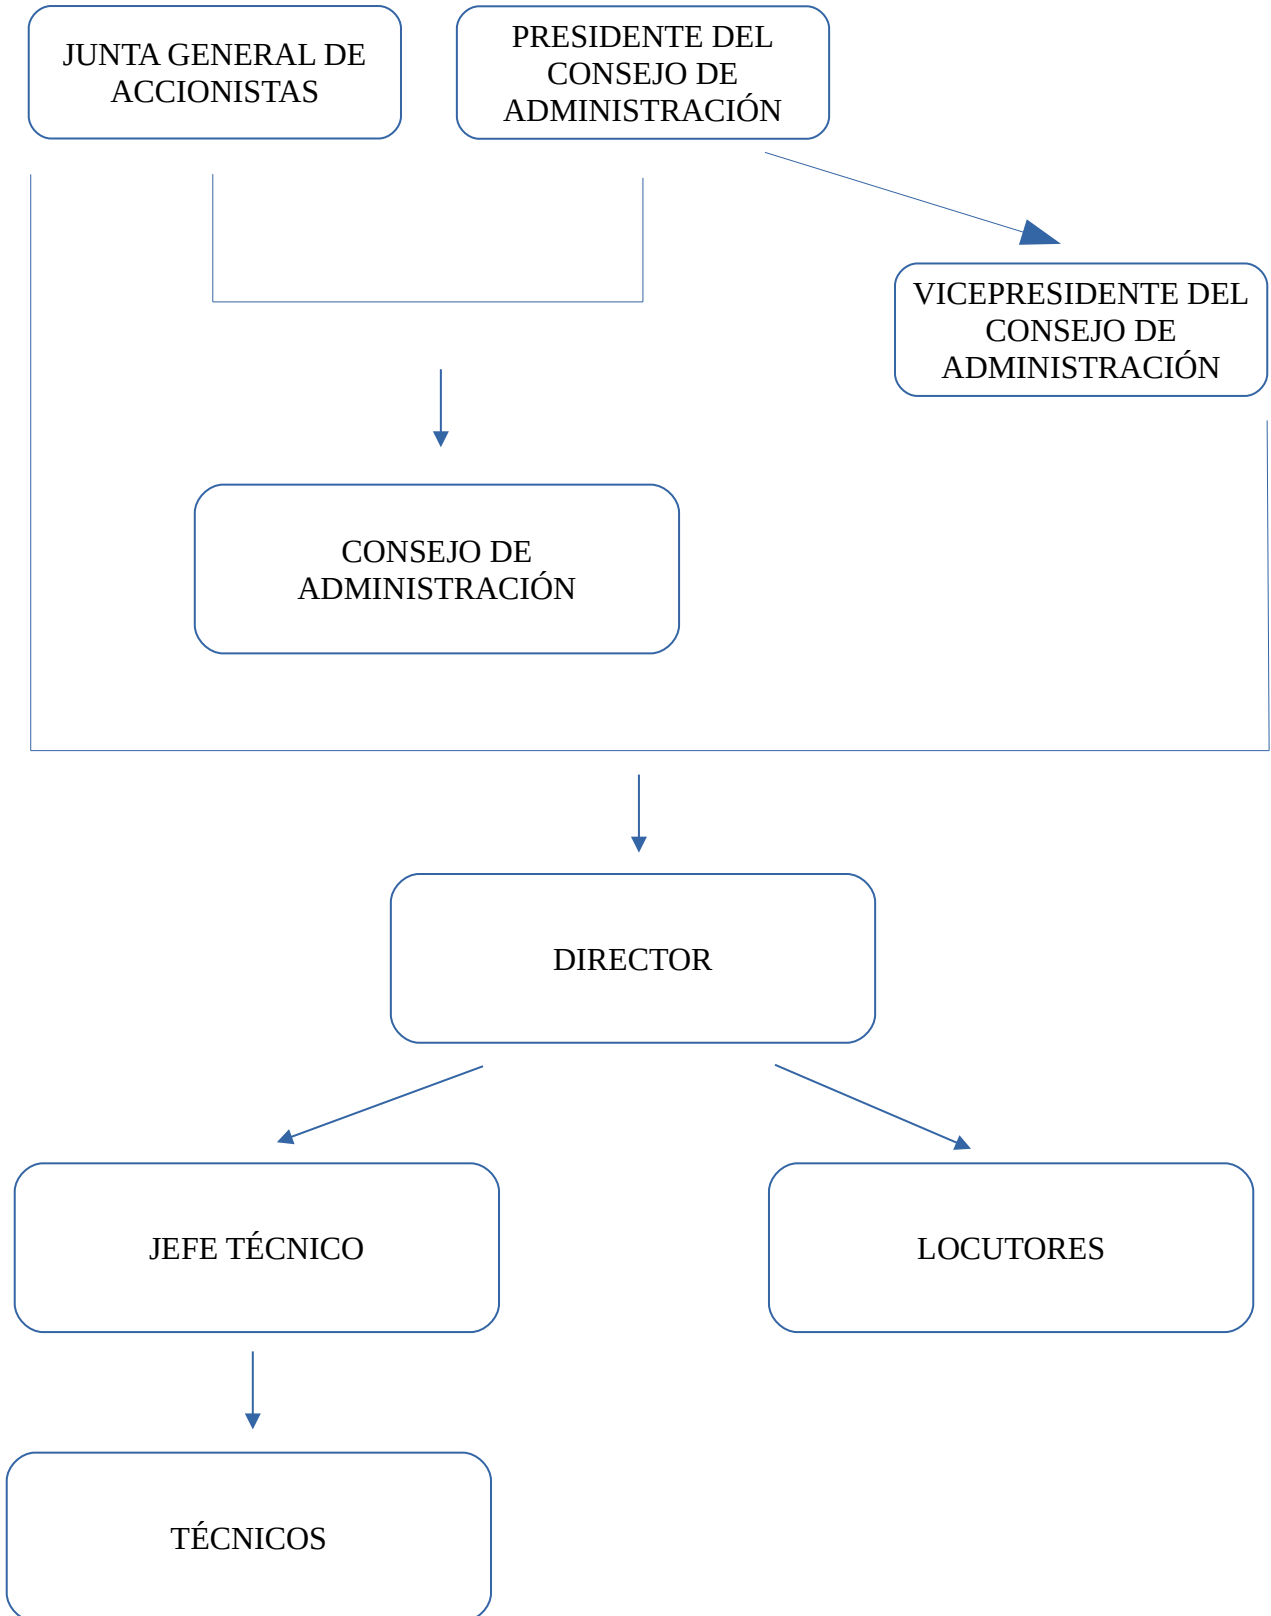 JUNTA GENERAL DE
ACCIONISTAS
PRESIDENTE DEL
CONSEJO DE
ADMINISTRACIÓN
VICEPRESIDENTE DEL
CONSEJO DE
ADMINISTRACIÓN
CONSEJO DE
ADMINISTRACIÓN
DIRECTOR
JEFE TÉCNICO
LOCUTORES
TÉCNICOS